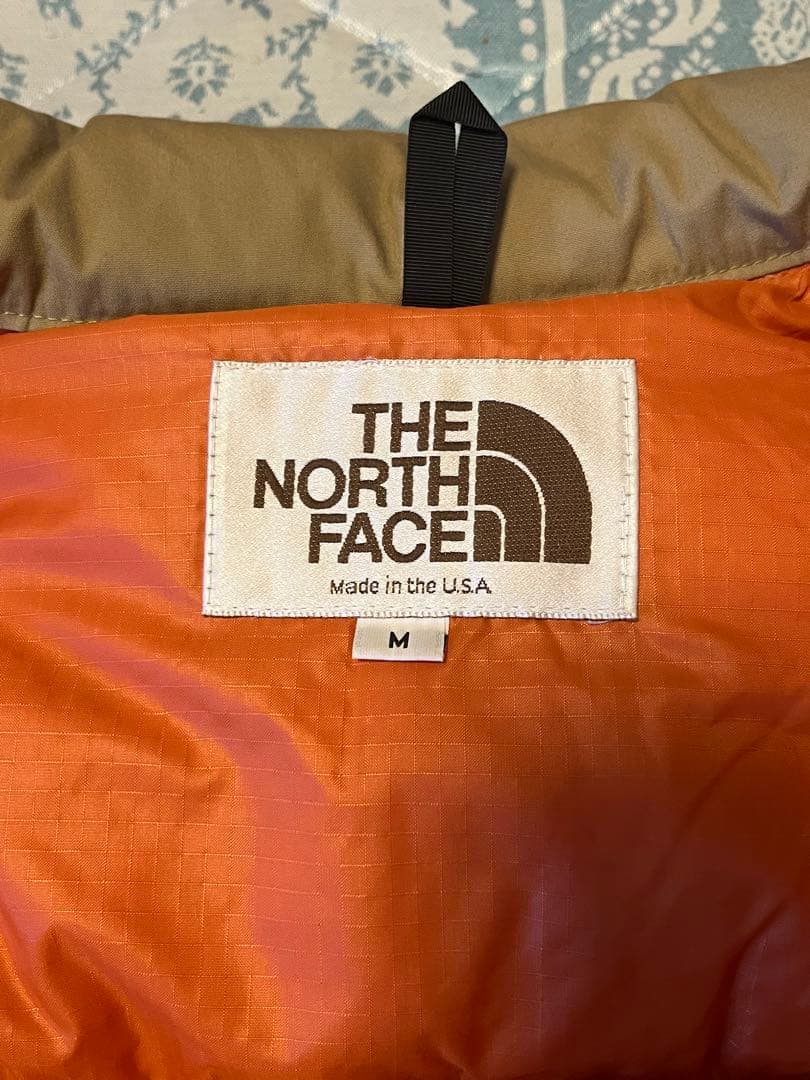 THE
NORTH
FACE
Made in the U.S.A.
M